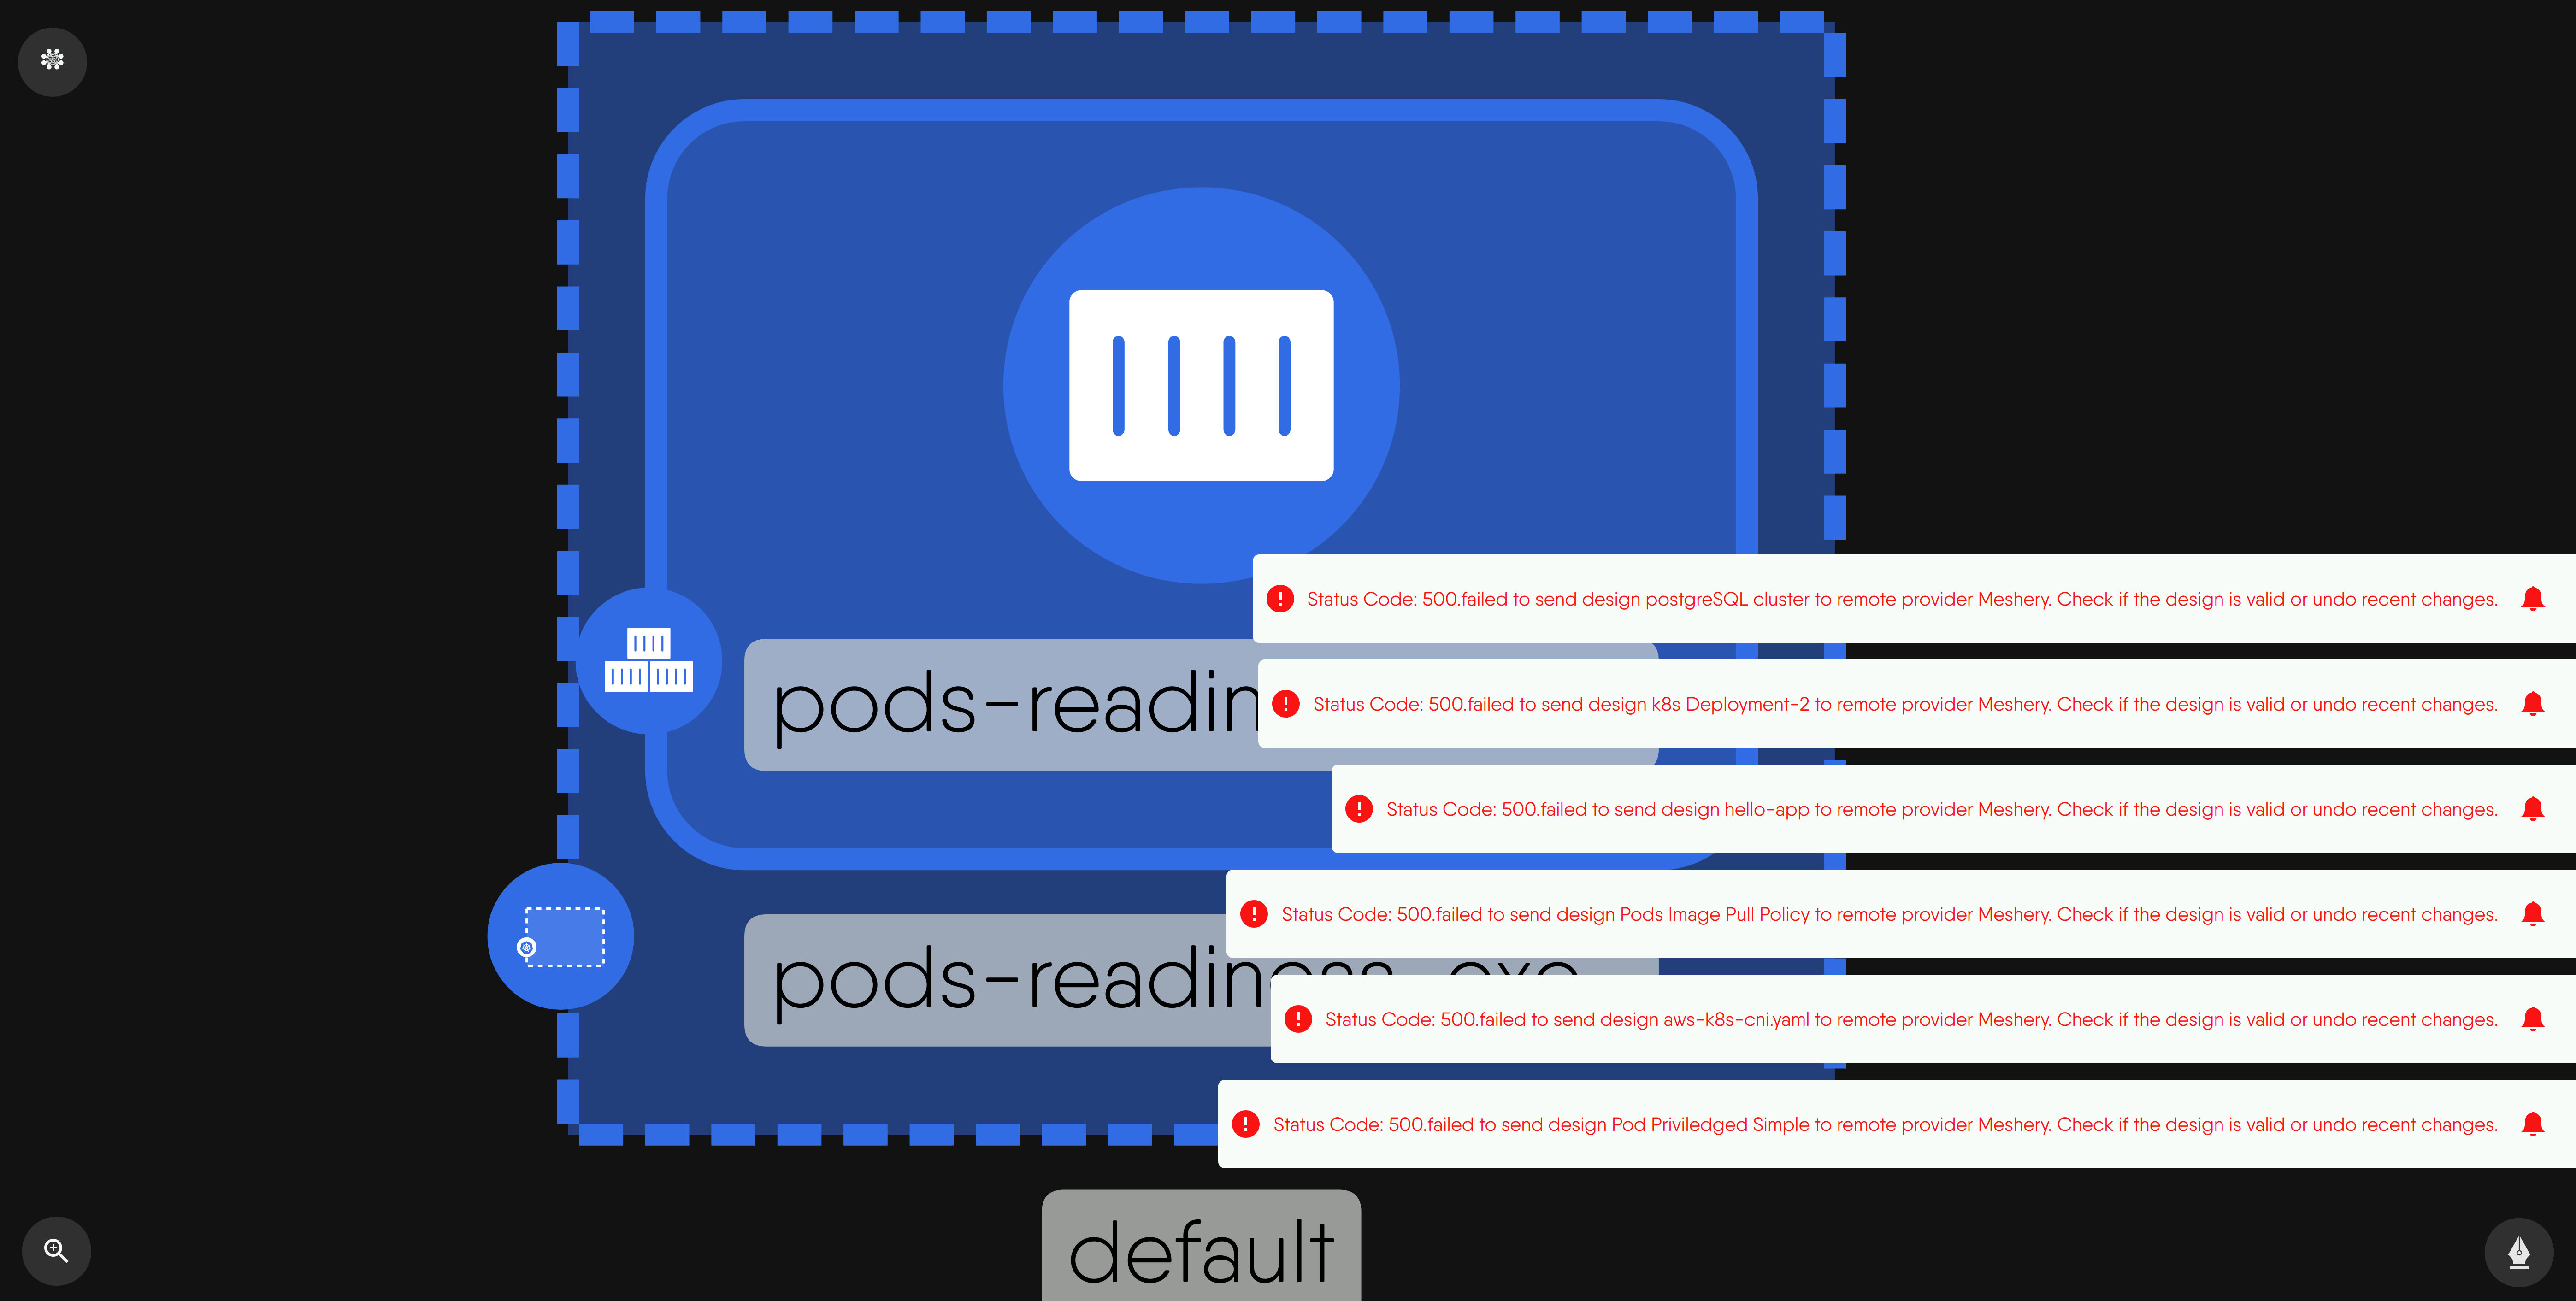 Status Code: 500.failed to send design postgreSQL cluster to remote provider Meshery. Check if the design is valid or undo recent changes.
pods-readin
Status Code: 500.failed to send design k8s Deployment-2 to remote provider Meshery. Check if the design is valid or undo recent changes.
Status Code: 500.failed to send design hello-app to remote provider Meshery. Check if the design is valid or undo recent changes.
Status Code: 500.failed to send design Pods Image Pull Policy to remote provider Meshery. Check if the design is valid or undo recent changes.
pods-readiness-exe
Status Code: 500.failed to send design aws-k8s-cni.yaml to remote provider Meshery. Check if the design is valid or undo recent changes.
Status Code: 500.failed to send design Pod Priviledged Simple to remote provider Meshery. Check if the design is valid or undo recent changes.
default